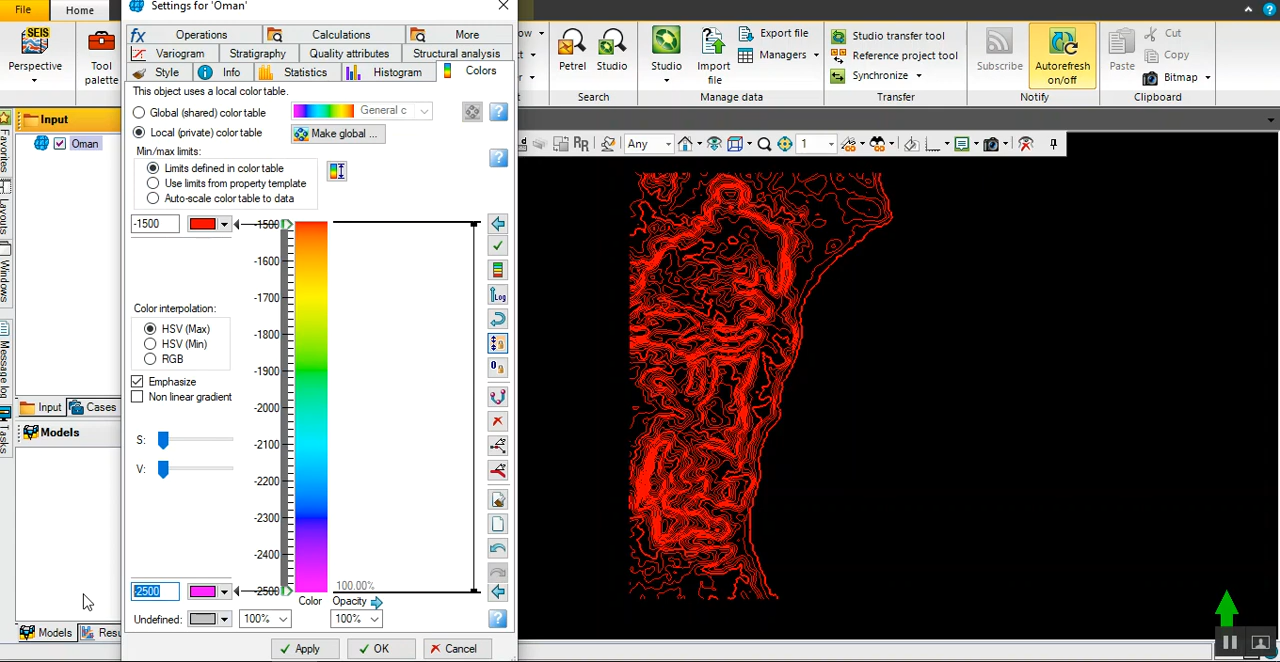 File
Home
SEIS
Perspective
Tool
palette
Settings for 'Oman'
Operations
Calculations
More
Variogram
Stratigraphy
Quality attributes
Structural analysis
Style
Info
Statistics
Histogram
Colors
This object uses a local color table.
Global (shared) color table
General c
Local (private) color table
Make global ...
Min/max limits:
Limits defined in color table
Use limits from property template
Auto-scale color table to data
-1500
-1500
-1600
-1700
-1800
-1900
-2000
-2100
-2200
-2300
-2400
-2500
Color interpolation:
HSV (Max)
HSV (Min)
RGB
Emphasize
Non linear gradient
S:
V:
-2500
100.00%
Color
Opacity
Undefined:
100%
100%
Apply
OK
Cancel
Log
0
Input
Oman
Input
Cases
Models
Models
Resu
Favorites
Layouts
Windows
Message log
Tasks
Petrel
Studio
Search
Studio
Import
file
Export file
Managers
Manage data
Studio transfer tool
Reference project tool
Synchronize
Transfer
Subscribe
Autorefresh
on/off
Notify
Paste
Cut
Copy
Bitmap
Clipboard
RR
Any
1